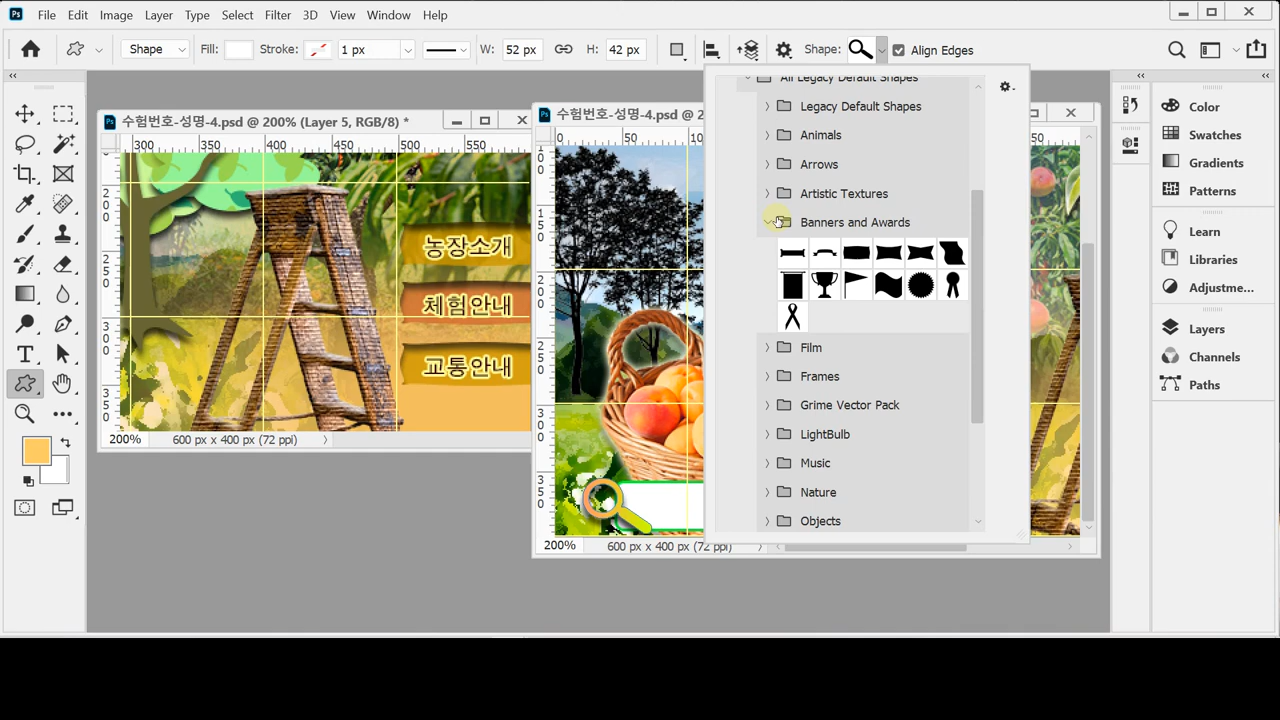 File Edit Image Layer Type Select Filter 3D View Window Help
Shape Fill: Stroke: 1 px W: 52 px H: 42 px Shape: Align Edges
수험번호-성명-4.psd @ 200% (Layer 5, RGB/8) *
300 350 400 450 500 550
농장소개
체험안내
교통안내
200% 600 px x 400 px (72 ppi)
수험번호-성명-4.psd @ 2
0 50
200% 600 px x 400 px (72 ppi)
All Legacy Default Shapes
Legacy Default Shapes
Animals
Arrows
Artistic Textures
Banners and Awards
Film
Frames
Grime Vector Pack
LightBulb
Music
Nature
Objects
Color
Swatches
Gradients
Patterns
Learn
Libraries
Adjustme...
Layers
Channels
Paths